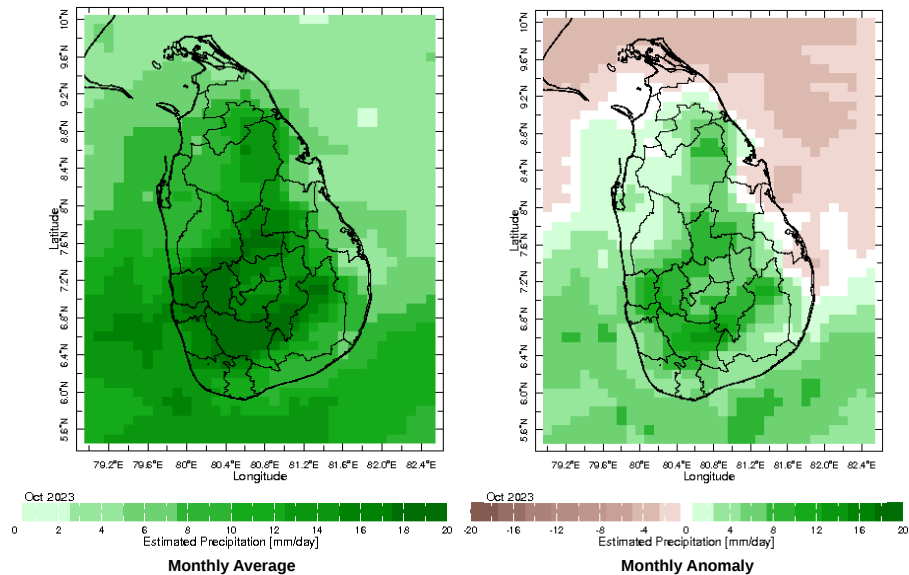 10°N
9.6°N
9.2°N
8.8°N
8.4°N
8°N
7.6°N
7.2°N
6.8°N
6.4°N
6.0°N
5.6°N
Latitude
79.2°E 79.6°E 80°E 80.4°E 80.8°E 81.2°E 81.6°E 82.0°E 82.4°E
Longitude
Oct 2023
0 2 4 6 8 10 12 14 16 18 20
Estimated Precipitation [mm/day]
Monthly Average
10°N
9.6°N
9.2°N
8.8°N
8.4°N
8°N
7.6°N
7.2°N
6.8°N
6.4°N
6.0°N
5.6°N
Latitude
79.2°E 79.6°E 80°E 80.4°E 80.8°E 81.2°E 81.6°E 82.0°E 82.4°E
Longitude
Oct 2023
-20 -16 -12 -8 -4 0 4 8 12 16 20
Estimated Precipitation [mm/day]
Monthly Anomaly